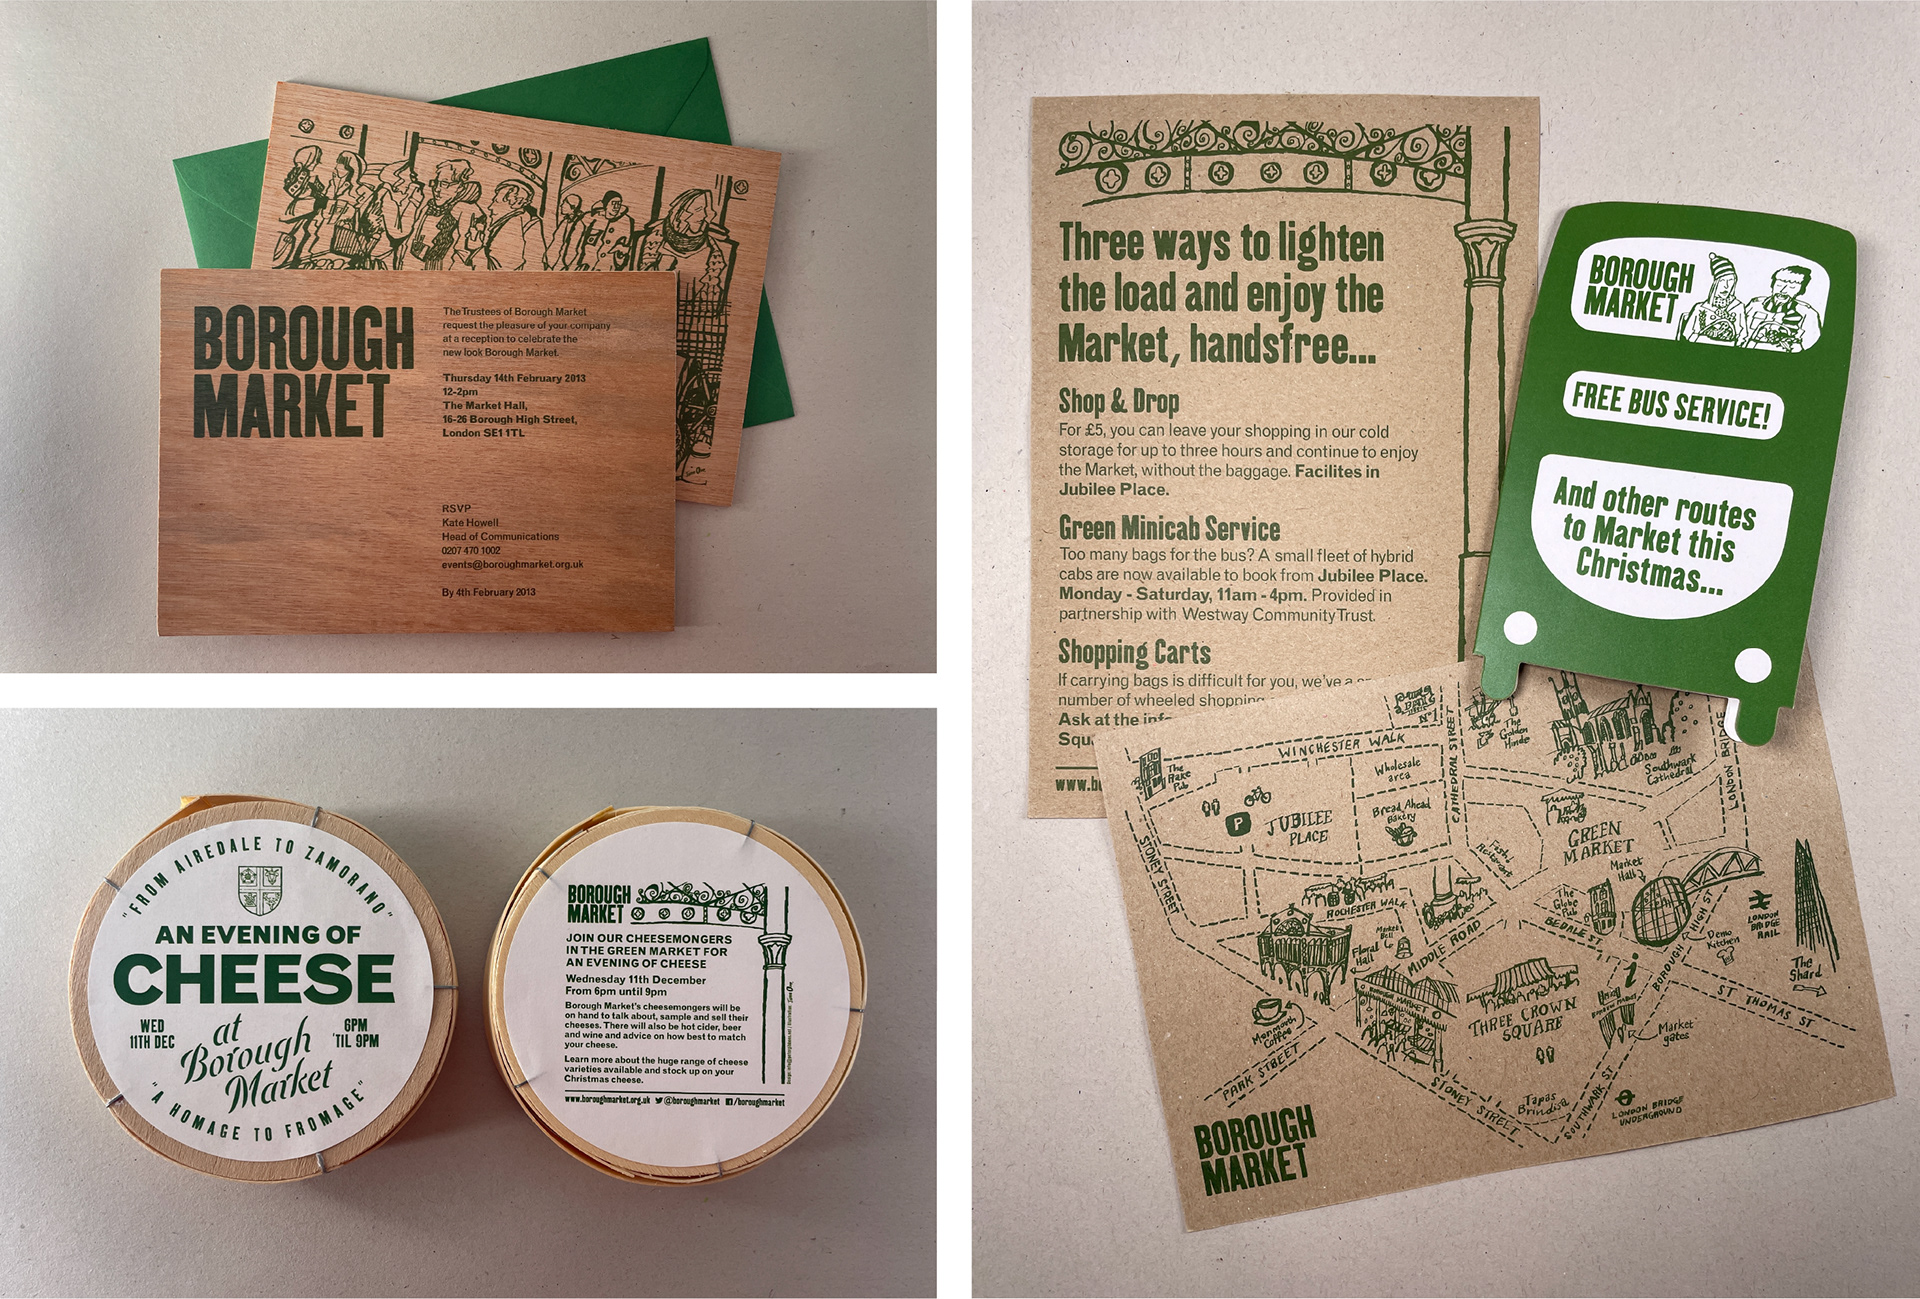 BOROUGH
MARKET
The Trustees of Borough Market
request the pleasure of your company
at a reception to celebrate the
new look Borough Market.
Thursday 14th February 2013
12-2pm
The Market Hall,
16-26 Borough High Street,
London SE1 1TL
RSVP
Kate Howell
Head of Communications
0207 470 1002
events@boroughmarket.org.uk
By 4th February 2013
"FROM AIREDALE TO ZAMORANO"
AN EVENING OF
CHEESE
WED
11TH DEC
at
Borough
Market
6PM
'TIL 9PM
"A HOMAGE TO FROMAGE"
BOROUGH
MARKET
JOIN OUR CHEESEMONGERS
IN THE GREEN MARKET FOR
AN EVENING OF CHEESE
Wednesday 11th December
From 6pm until 9pm
Borough Market's cheesemongers will be
on hand to talk about, sample and sell their
cheeses. There will also be hot cider, beer
and wine and advice on how best to match
your cheese.
Learn more about the huge range of cheese
varieties available and stock up on your
Christmas cheese.
www.boroughmarket.org.uk @boroughmarket /boroughmarket
Three ways to lighten
the load and enjoy the
Market, handsfree...
Shop & Drop
For £5, you can leave your shopping in our cold
storage for up to three hours and continue to enjoy
the Market, without the baggage. Facilites in
Jubilee Place.
Green Minicab Service
Too many bags for the bus? A small fleet of hybrid
cabs are now available to book from Jubilee Place.
Monday - Saturday, 11am - 4pm. Provided in
partnership with Westway Community Trust.
Shopping Carts
If carrying bags is difficult for you, we've a
number of wheeled shopping
Ask at the
Squ
www.b
BOROUGH
MARKET
FREE BUS SERVICE!
And other routes
to Market this
Christmas...
Nº1
The
Golden
Hinde
Southwark
Cathedral
LONDON BRIDGE
WINCHESTER WALK
CATHEDRAL STREET
The
Rake
Pub
Wholesale
area
P
JUBILEE
PLACE
Bread Ahead
Bakery
GREEN
MARKET
Fish!
Restaurant
Market
Hall
STONEY STREET
ROCHESTER WALK
The
Globe
Pub
BEDALE ST.
LONDON
BRIDGE
RAIL
The
Shard
Market
Bell
Floral
Hall
MIDDLE ROAD
Demo
Kitchen
BOROUGH HIGH ST
ST THOMAS ST
BOROUGH MARKET
Monmouth
Coffee
THREE CROWN
SQUARE
i
Market
gates
PARK STREET
STONEY STREET
Tapas
Brindisa
SOUTHWARK ST
LONDON BRIDGE
UNDERGROUND
BOROUGH
MARKET